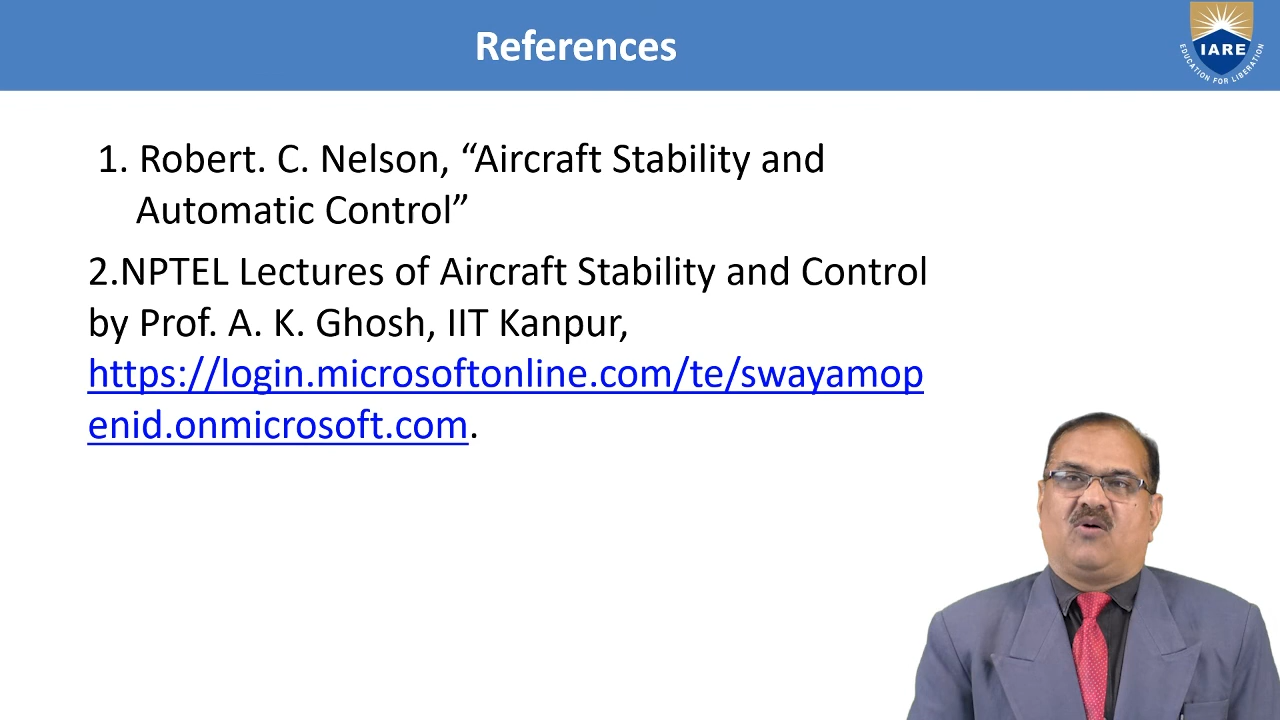 References
IARE
EDUCATION FOR LIBERATION
1. Robert. C. Nelson, “Aircraft Stability and
Automatic Control”
2.NPTEL Lectures of Aircraft Stability and Control
by Prof. A. K. Ghosh, IIT Kanpur,
https://login.microsoftonline.com/te/swayamop
enid.onmicrosoft.com.